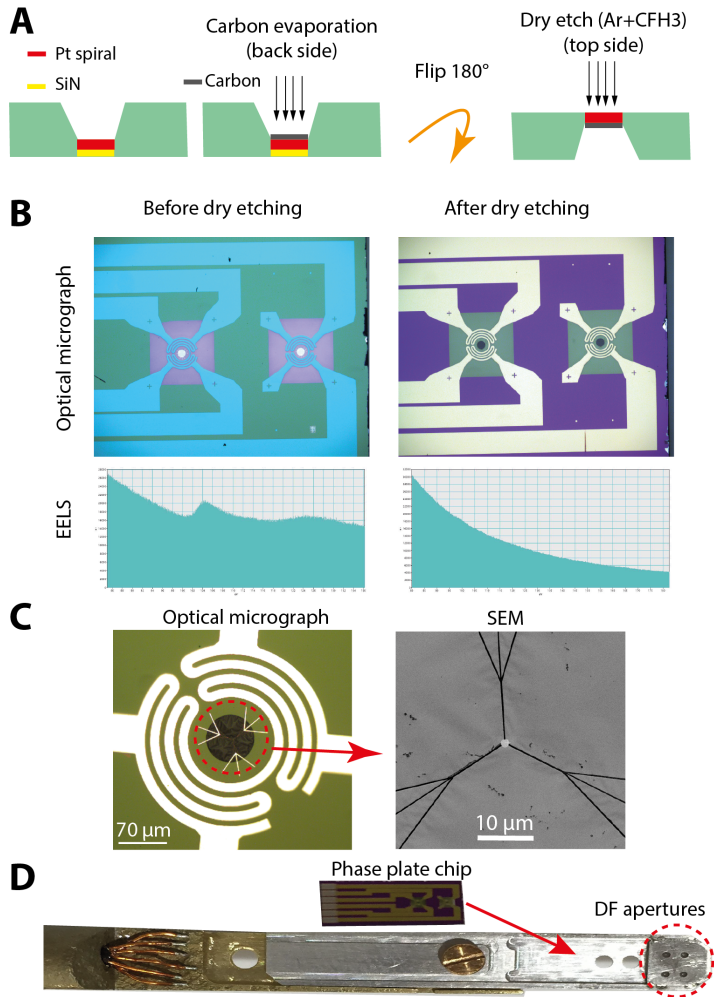 A
Carbon evaporation
(back side)
Dry etch (Ar+CFH3)
(top side)
Pt spiral
SiN
Carbon
Flip 180°
B
Before dry etching
After dry etching
Optical micrograph
EELS
C
Optical micrograph
SEM
70 µm
10 µm
D
Phase plate chip
DF apertures